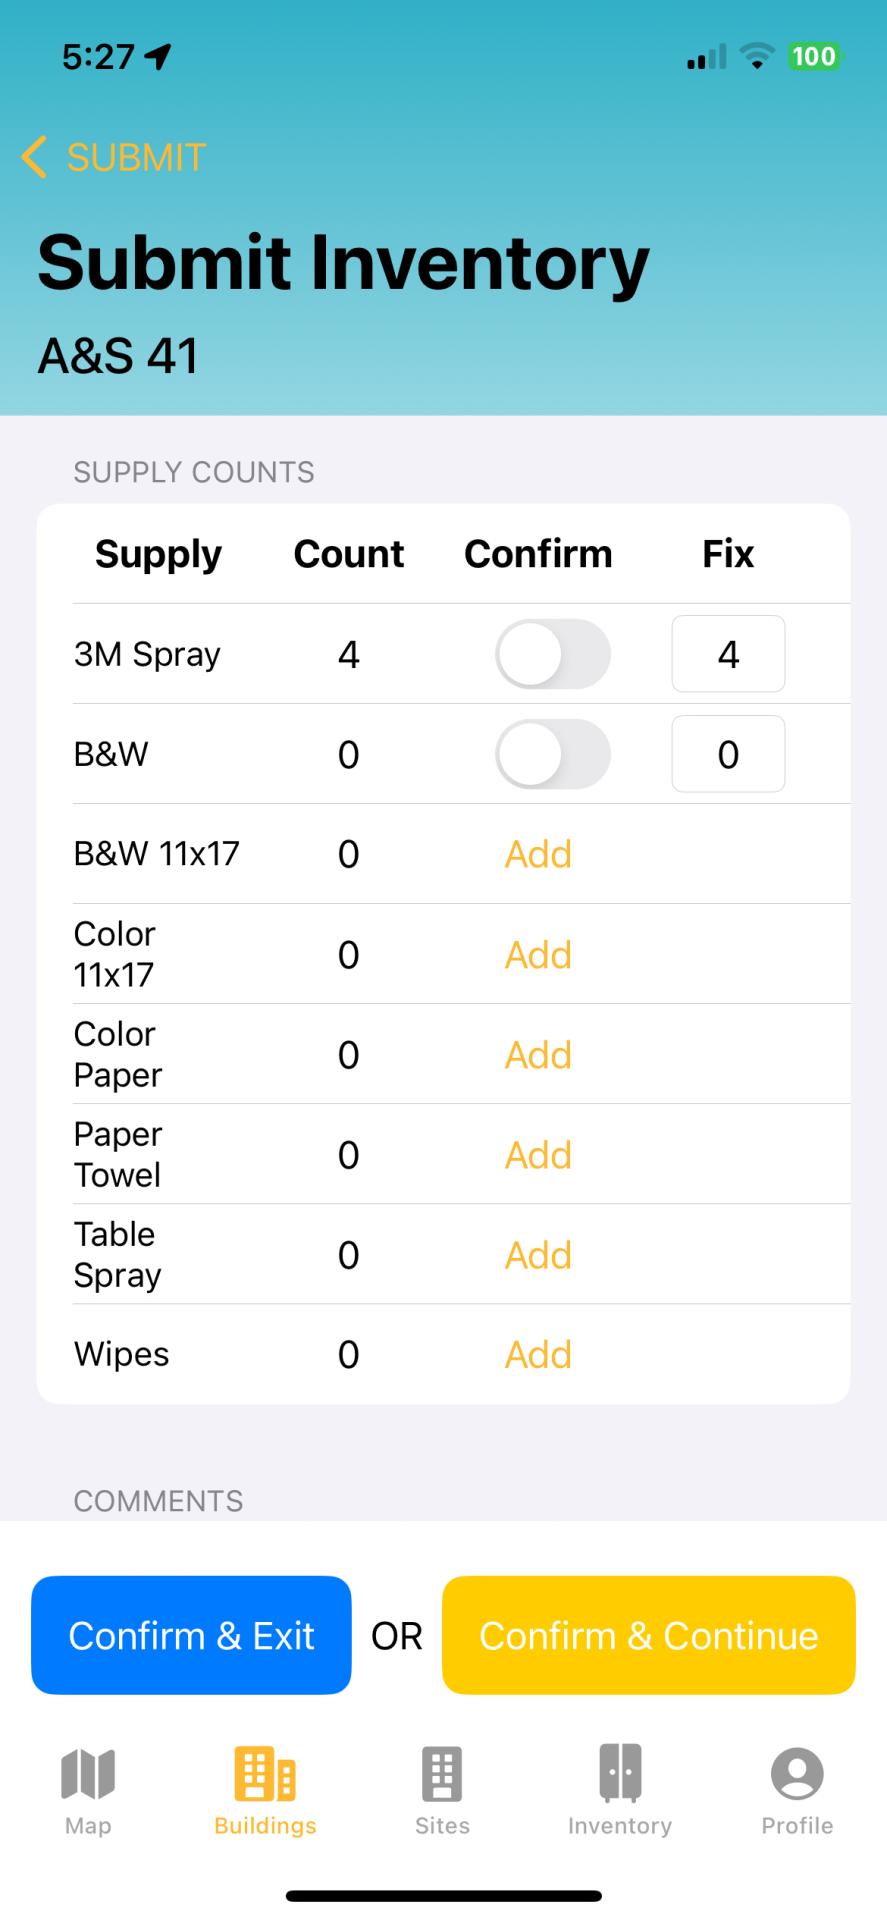 5:27
100
SUBMIT
Submit Inventory
A&S 41
SUPPLY COUNTS
Supply Count Confirm Fix
3M Spray 4 4
B&W 0 0
B&W 11x17 0 Add
Color
11x17 0 Add
Color
Paper 0 Add
Paper
Towel 0 Add
Table
Spray 0 Add
Wipes 0 Add
COMMENTS
Confirm & Exit OR Confirm & Continue
Map Buildings Sites Inventory Profile